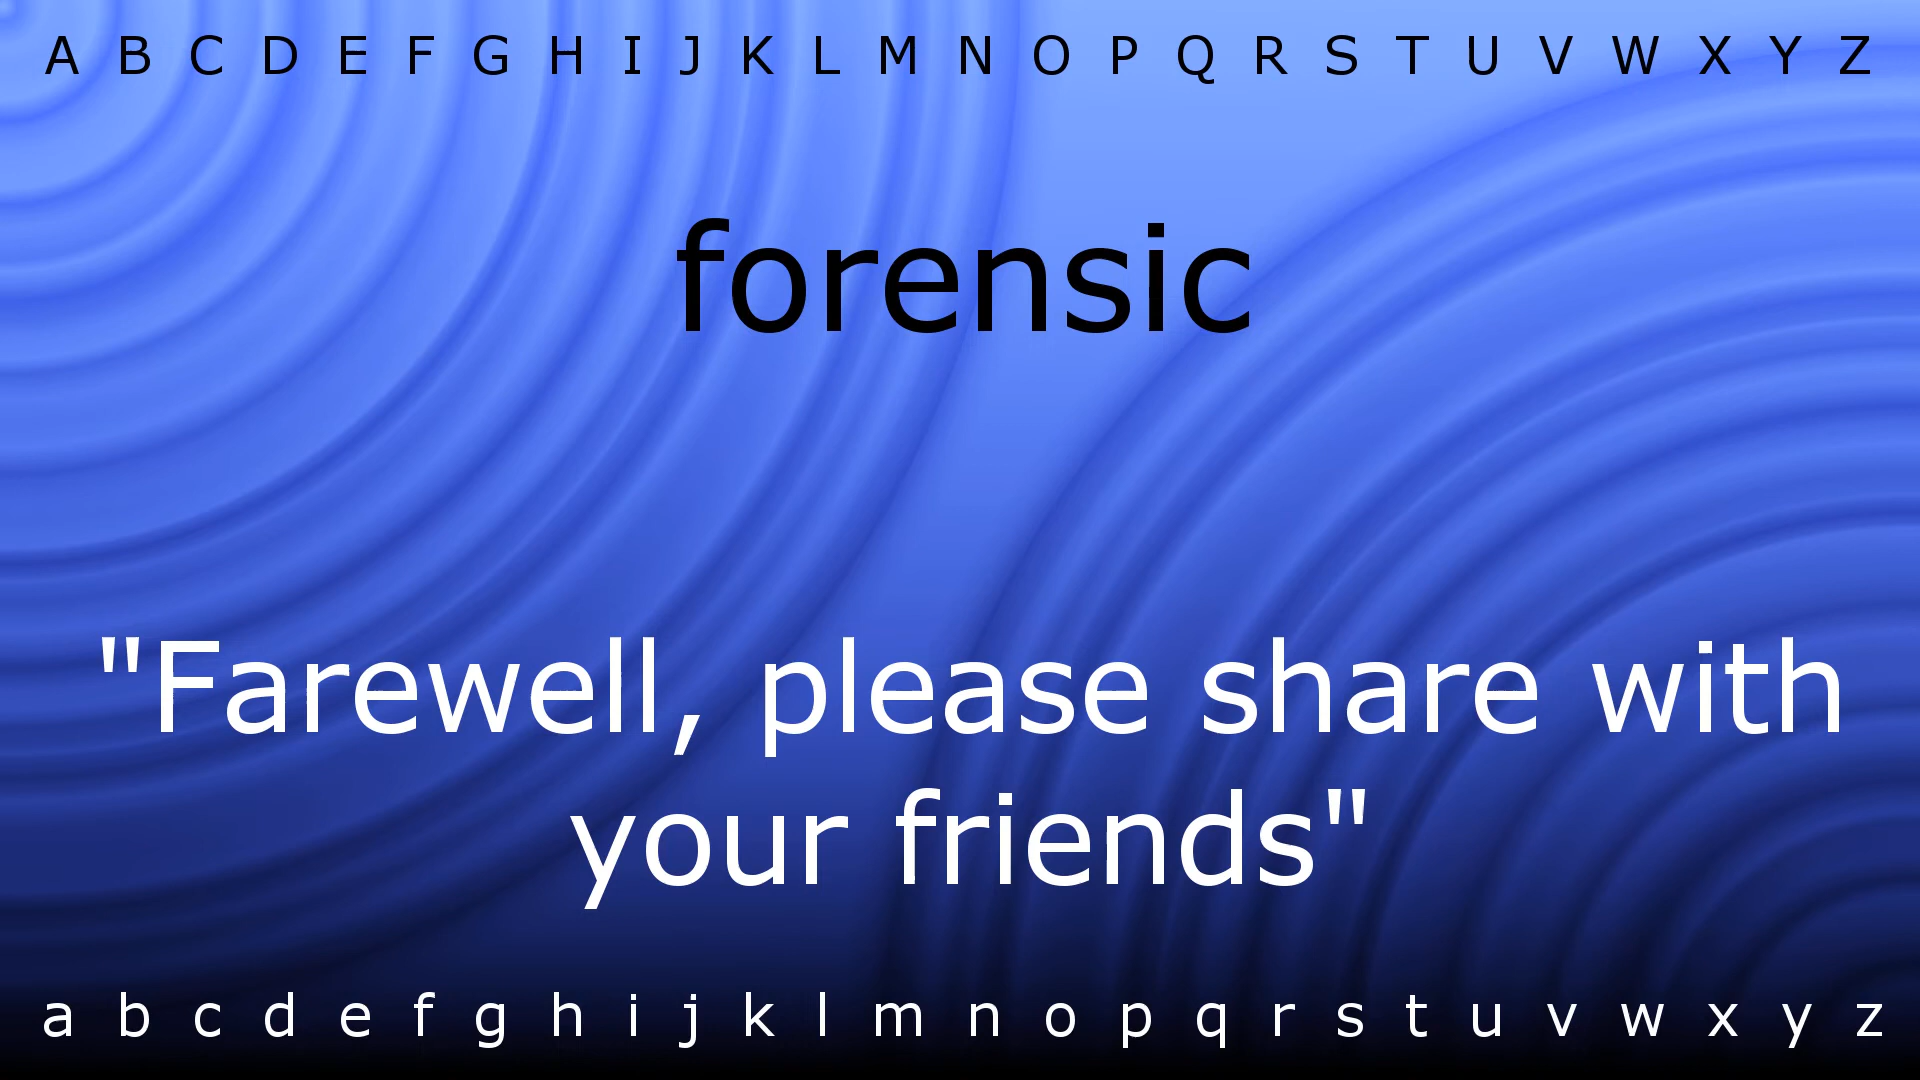 A B C D E F G H I J K L M N O P Q R S T U V W X Y Z
forensic
"Farewell, please share with
your friends"
a b c d e f g h i j k l m n o p q r s t u v w x y z